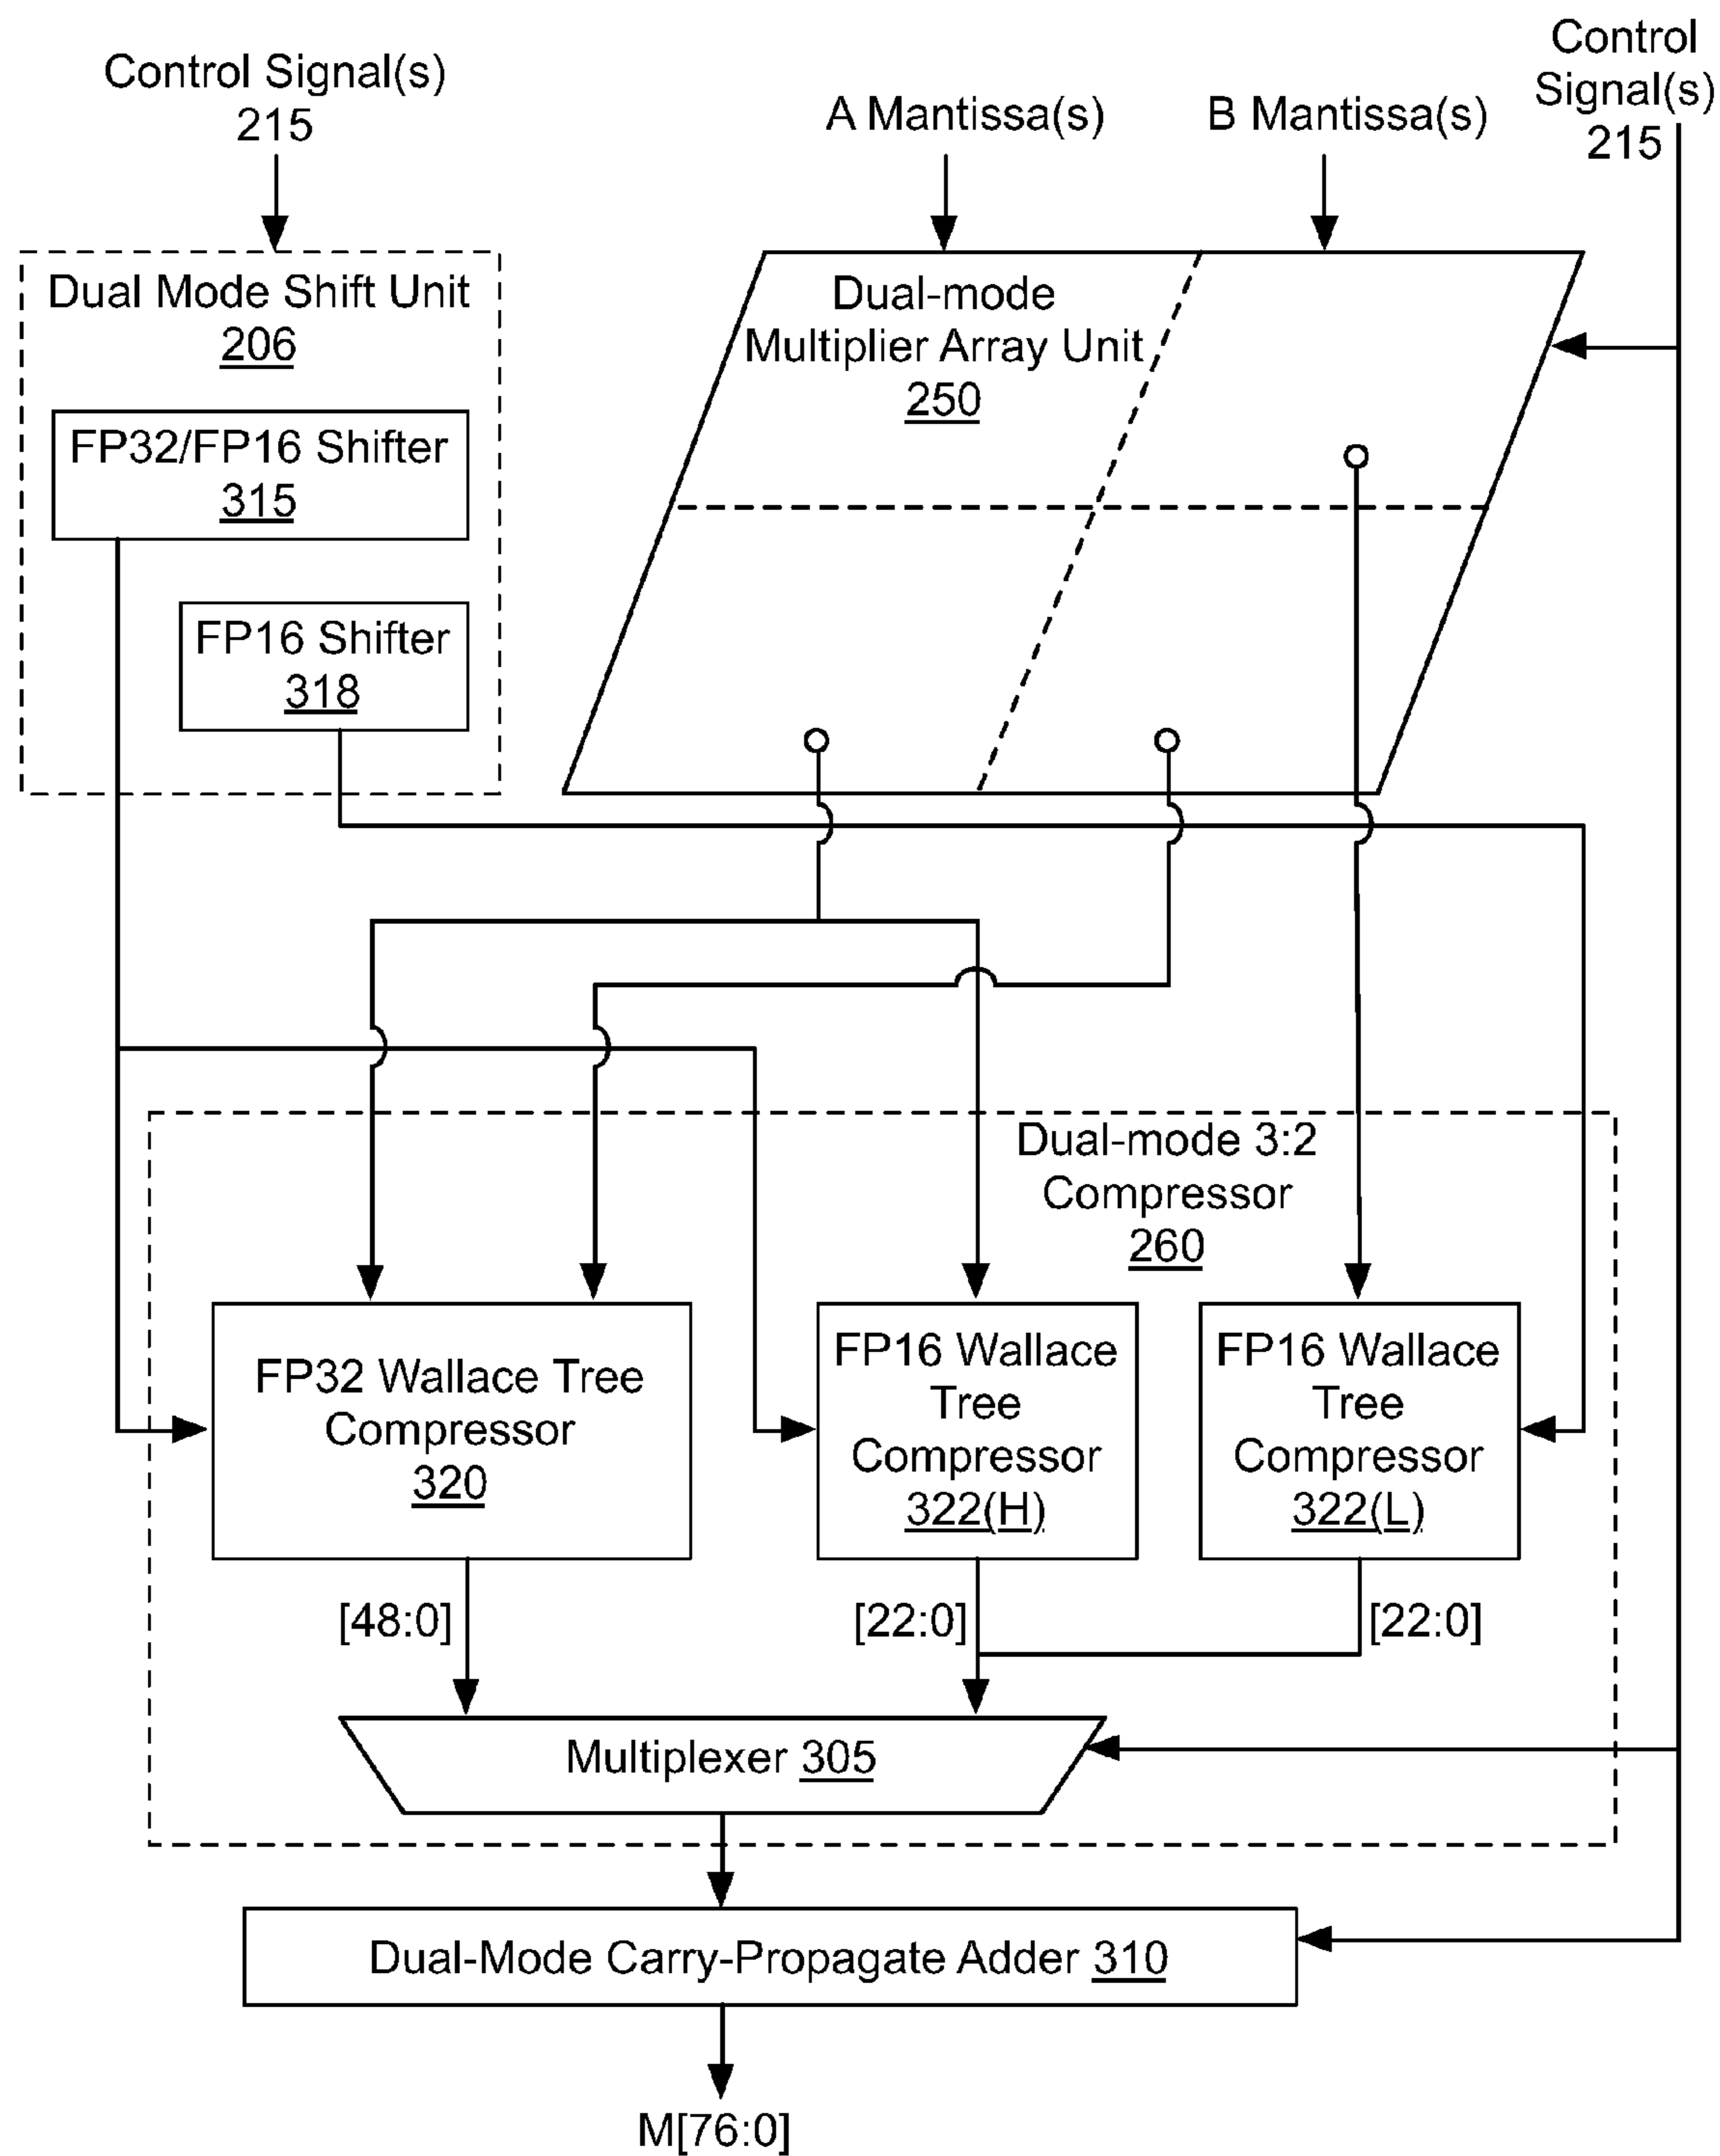 Control Signal(s)
215
A Mantissa(s)
B Mantissa(s)
Control
Signal(s)
215
Dual Mode Shift Unit
206
FP32/FP16 Shifter
315
FP16 Shifter
318
Dual-mode
Multiplier Array Unit
250
Dual-mode 3:2
Compressor
260
FP32 Wallace Tree
Compressor
320
FP16 Wallace
Tree
Compressor
322(H)
FP16 Wallace
Tree
Compressor
322(L)
[48:0]
[22:0]
[22:0]
Multiplexer 305
Dual-Mode Carry-Propagate Adder 310
M[76:0]